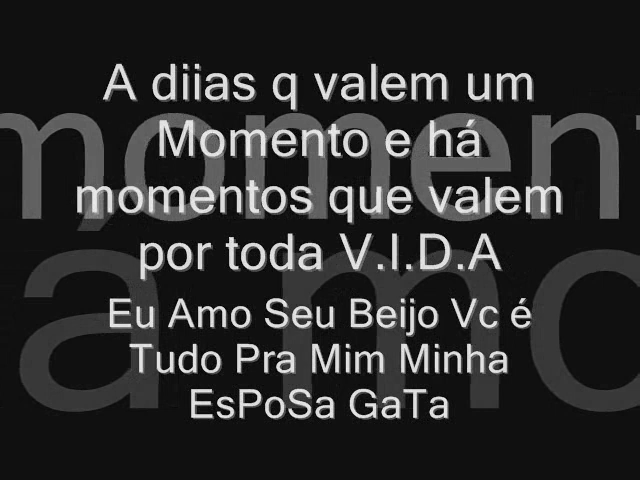 A diias q valem um
Momento e há
momentos que valem
por toda V.I.D.A
Eu Amo Seu Beijo Vc é
Tudo Pra Mim Minha
EsPoSa GaTa